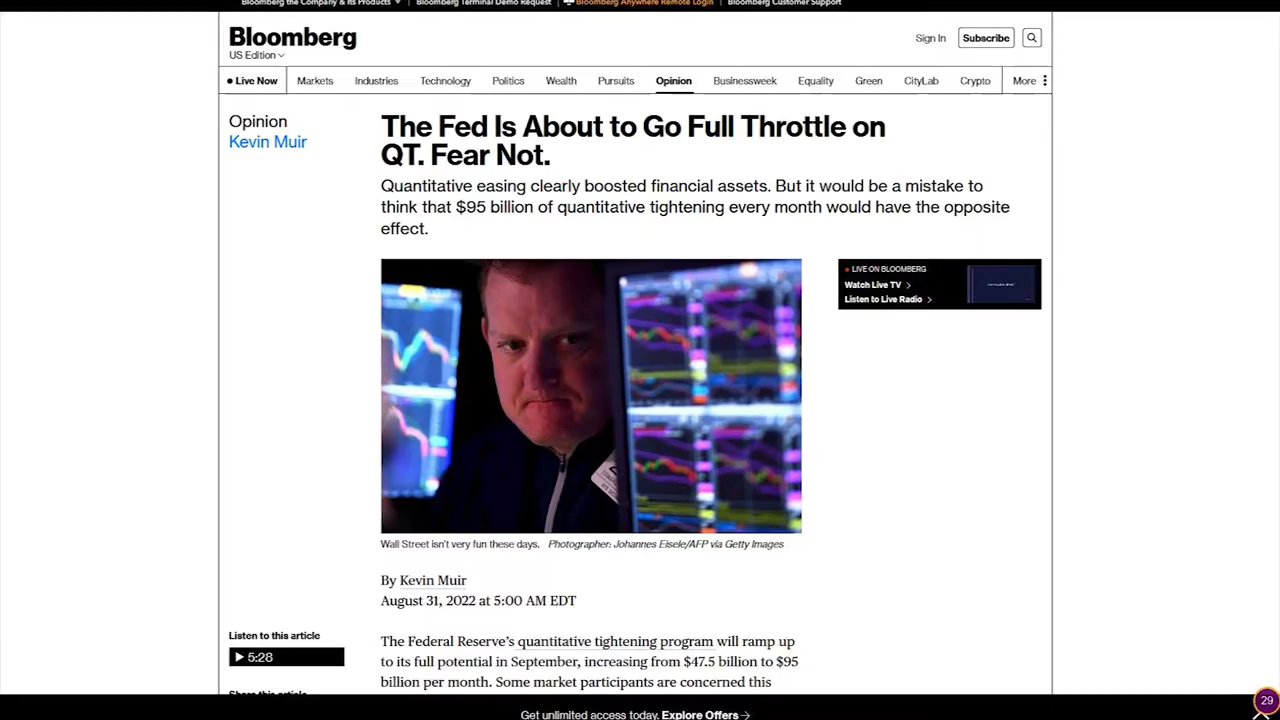 Bloomberg the Company & Its Products
Bloomberg Terminal Demo Request
Bloomberg Anywhere Remote Login
Bloomberg Customer Support
Bloomberg
US Edition
Sign In
Subscribe
Live Now
Markets
Industries
Technology
Politics
Wealth
Pursuits
Opinion
Businessweek
Equality
Green
CityLab
Crypto
More
Opinion
Kevin Muir
The Fed Is About to Go Full Throttle on
QT. Fear Not.
Quantitative easing clearly boosted financial assets. But it would be a mistake to
think that $95 billion of quantitative tightening every month would have the opposite
effect.
LIVE ON BLOOMBERG
Watch Live TV
Listen to Live Radio
Wall Street isn't very fun these days. Photographer: Johannes Eisele/AFP via Getty Images
By Kevin Muir
August 31, 2022 at 5:00 AM EDT
Listen to this article
5:28
Share this article
The Federal Reserve's quantitative tightening program will ramp up
to its full potential in September, increasing from $47.5 billion to $95
billion per month. Some market participants are concerned this
Get unlimited access today. Explore Offers
29